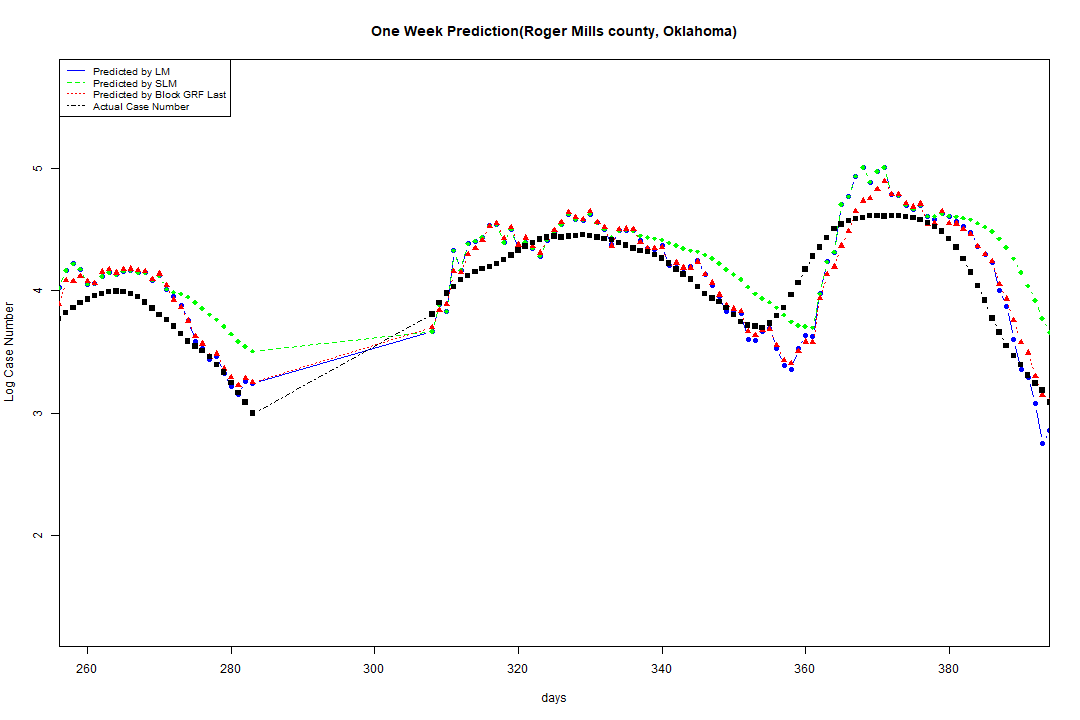 One Week Prediction(Roger Mills county, Oklahoma)
Predicted by LM
Predicted by SLM
Predicted by Block GRF Last
Actual Case Number
5
4
3
2
Log Case Number
260 280 300 320 340 360 380
days